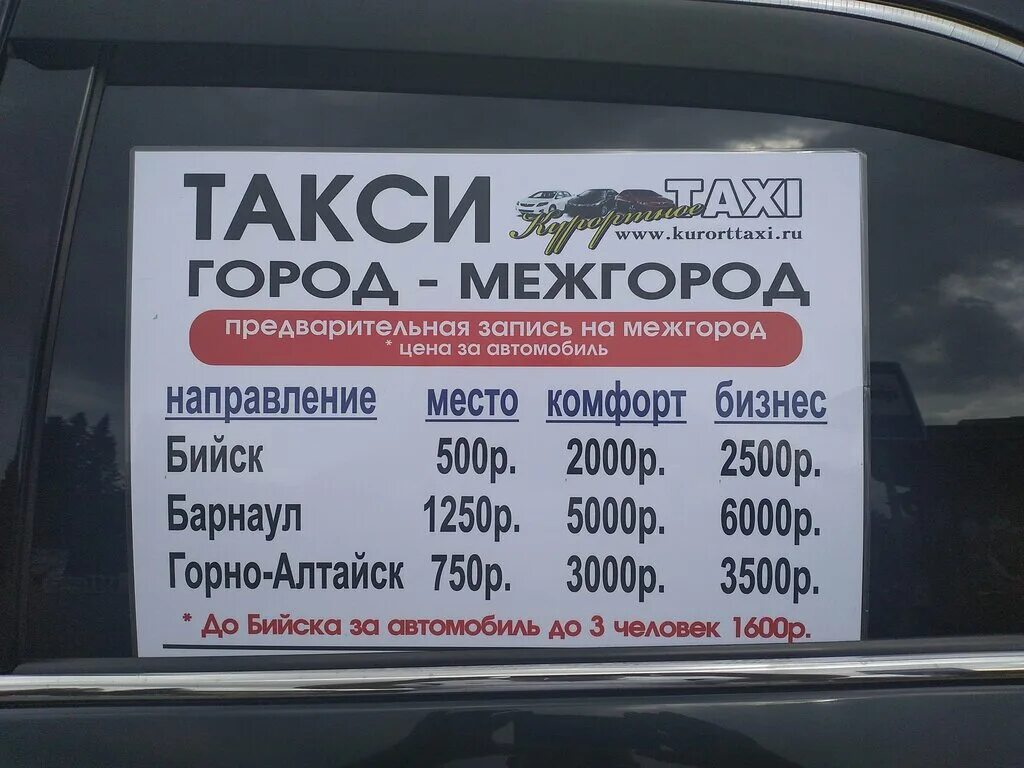 ТАКСИ Курортное TAXI
www.kurorttaxi.ru
ГОРОД - МЕЖГОРОД
предварительная запись на межгород
* цена за автомобиль
направление место комфорт бизнес
Бийск 500р. 2000р. 2500р.
Барнаул 1250р. 5000р. 6000р.
Горно-Алтайск 750р. 3000р. 3500р.
* До Бийска за автомобиль до 3 человек 1600р.